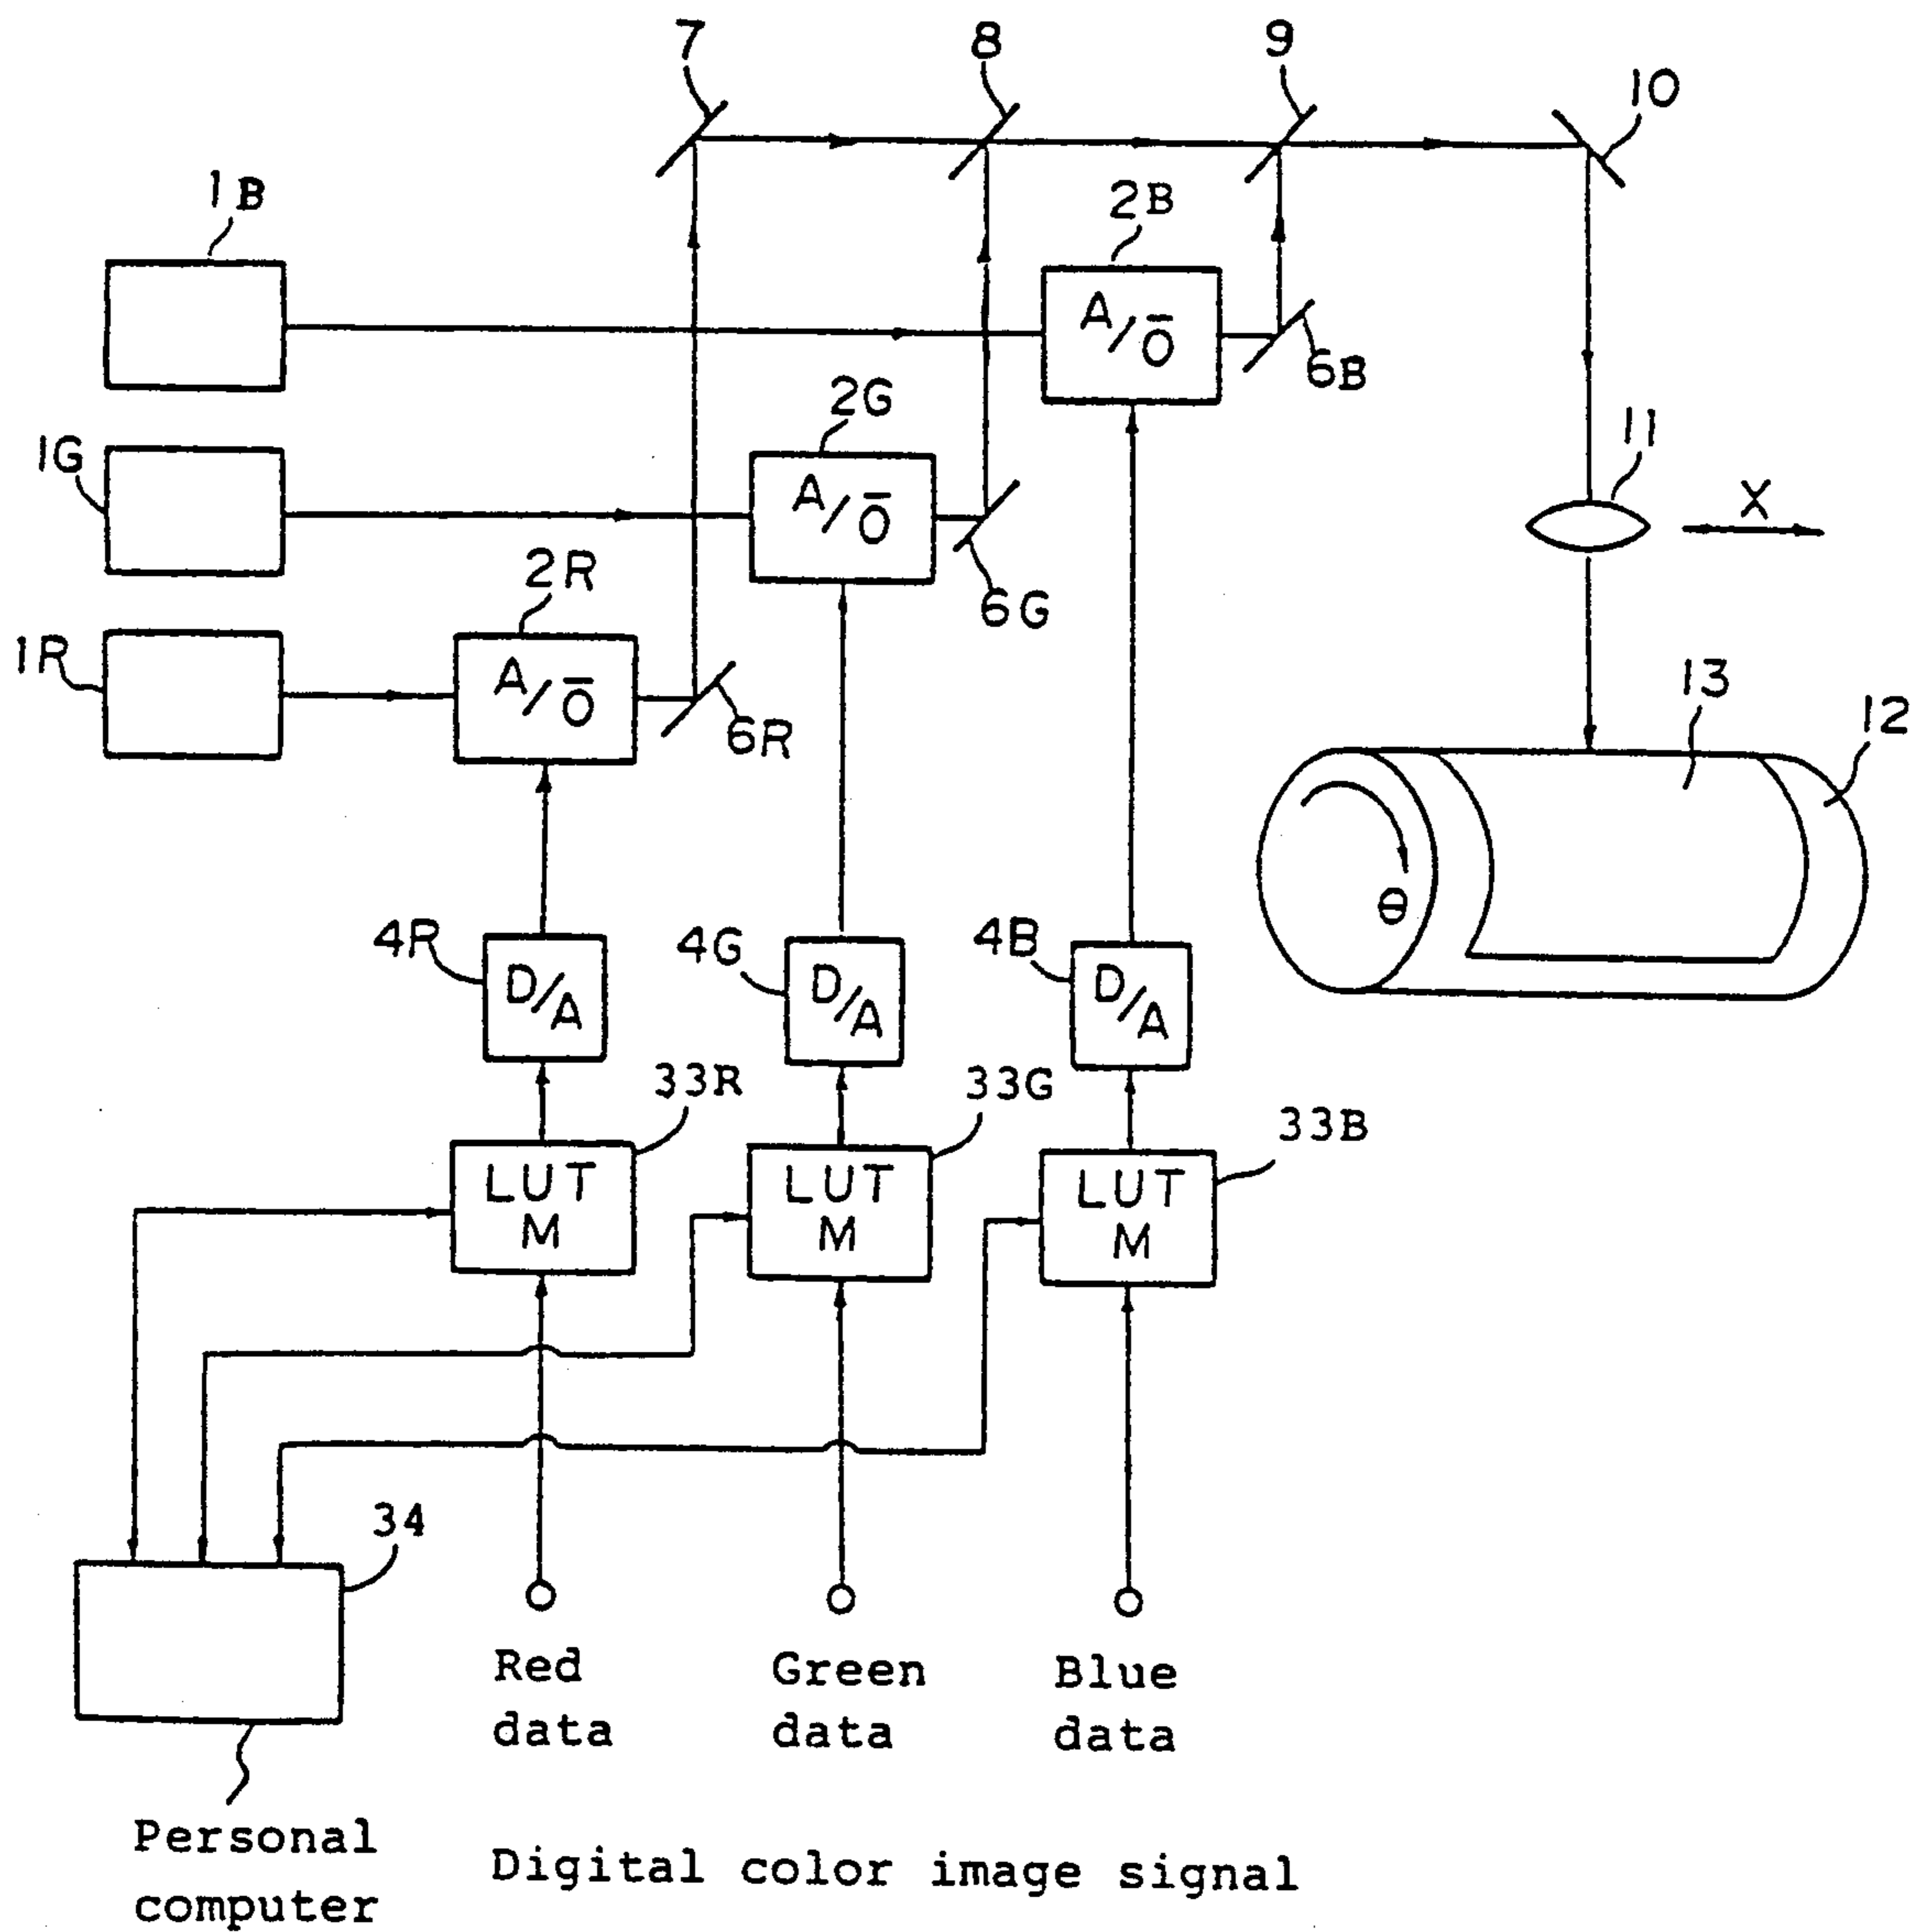 7
8
9
10
1B
2B
A/O
6B
2G
11
1G
A/O
X
2R
6G
1R
A/O
6R
13
12
θ
4R
D/A
4G
D/A
4B
D/A
33R
33G
33B
LUT
M
LUT
M
LUT
M
34
Red
data
Green
data
Blue
data
Personal
computer
Digital color image signal